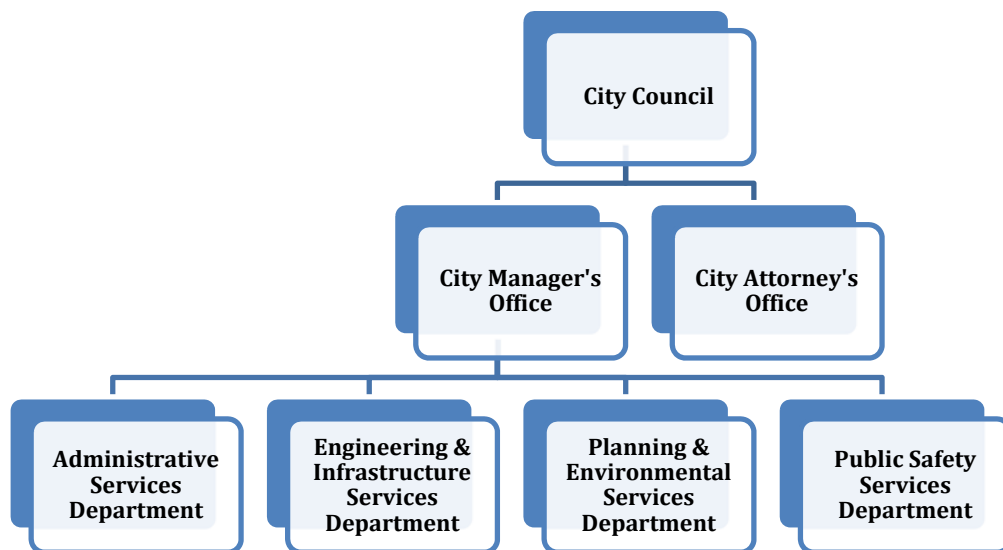 City Council
City Manager's
Office
City Attorney's
Office
Administrative
Services
Department
Engineering &
Infrastructure
Services
Department
Planning &
Environmental
Services
Department
Public Safety
Services
Department